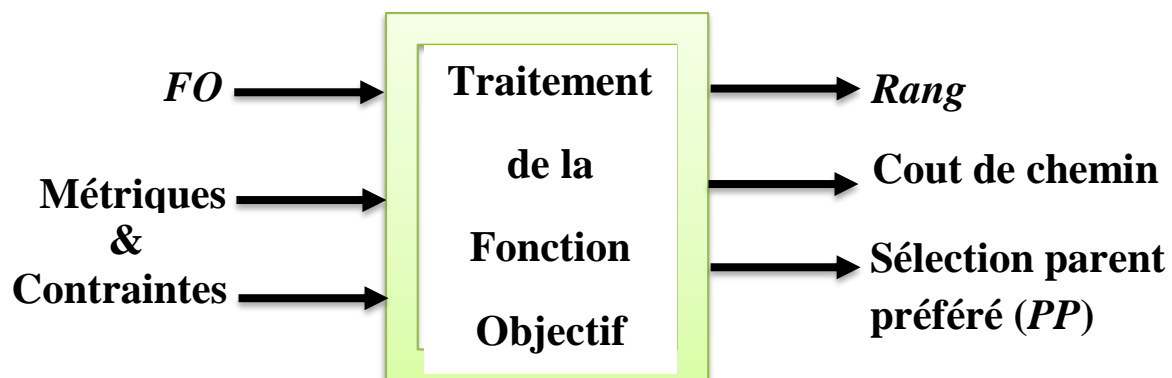 FO
Métriques
&
Contraintes
Traitement
de la
Fonction
Objectif
Rang
Cout de chemin
Sélection parent
préféré (PP)